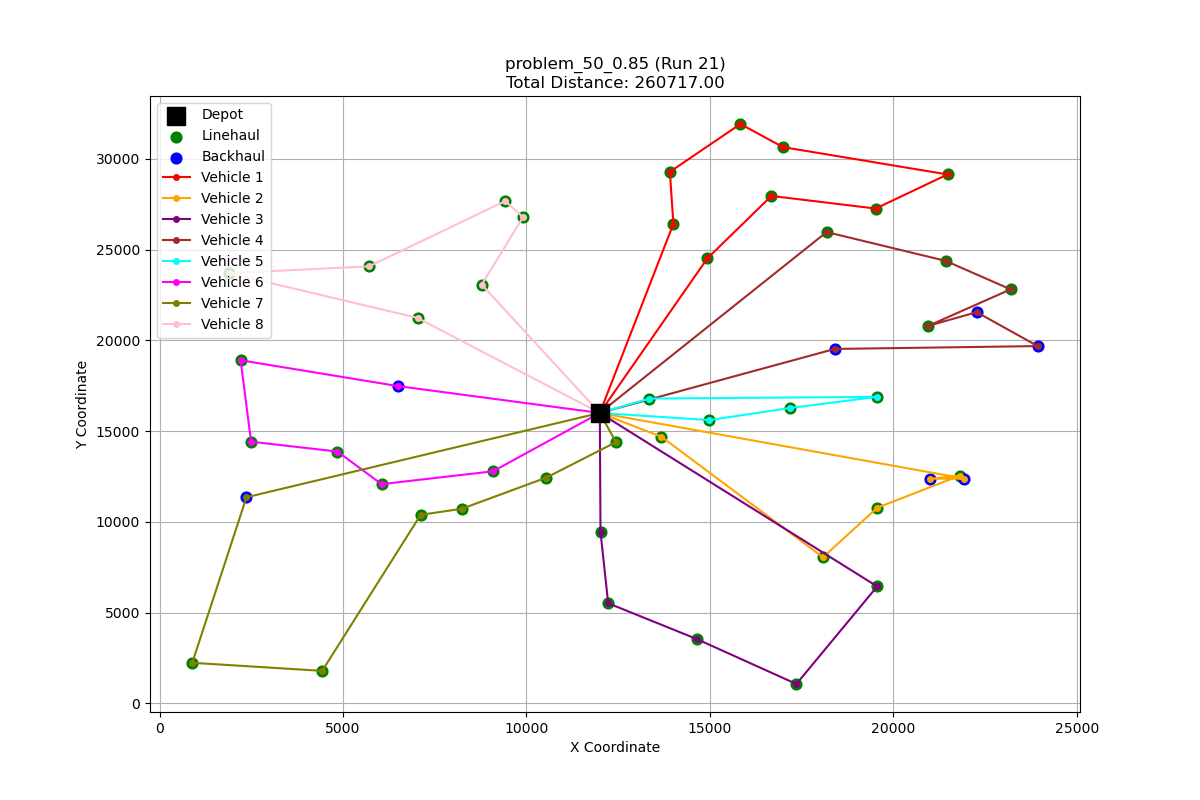 problem_50_0.85 (Run 21)
Total Distance: 260717.00
Depot
Linehaul
Backhaul
Vehicle 1
Vehicle 2
Vehicle 3
Vehicle 4
Vehicle 5
Vehicle 6
Vehicle 7
Vehicle 8
30000
25000
20000
15000
10000
5000
0
Y Coordinate
0
5000
10000
15000
20000
25000
X Coordinate